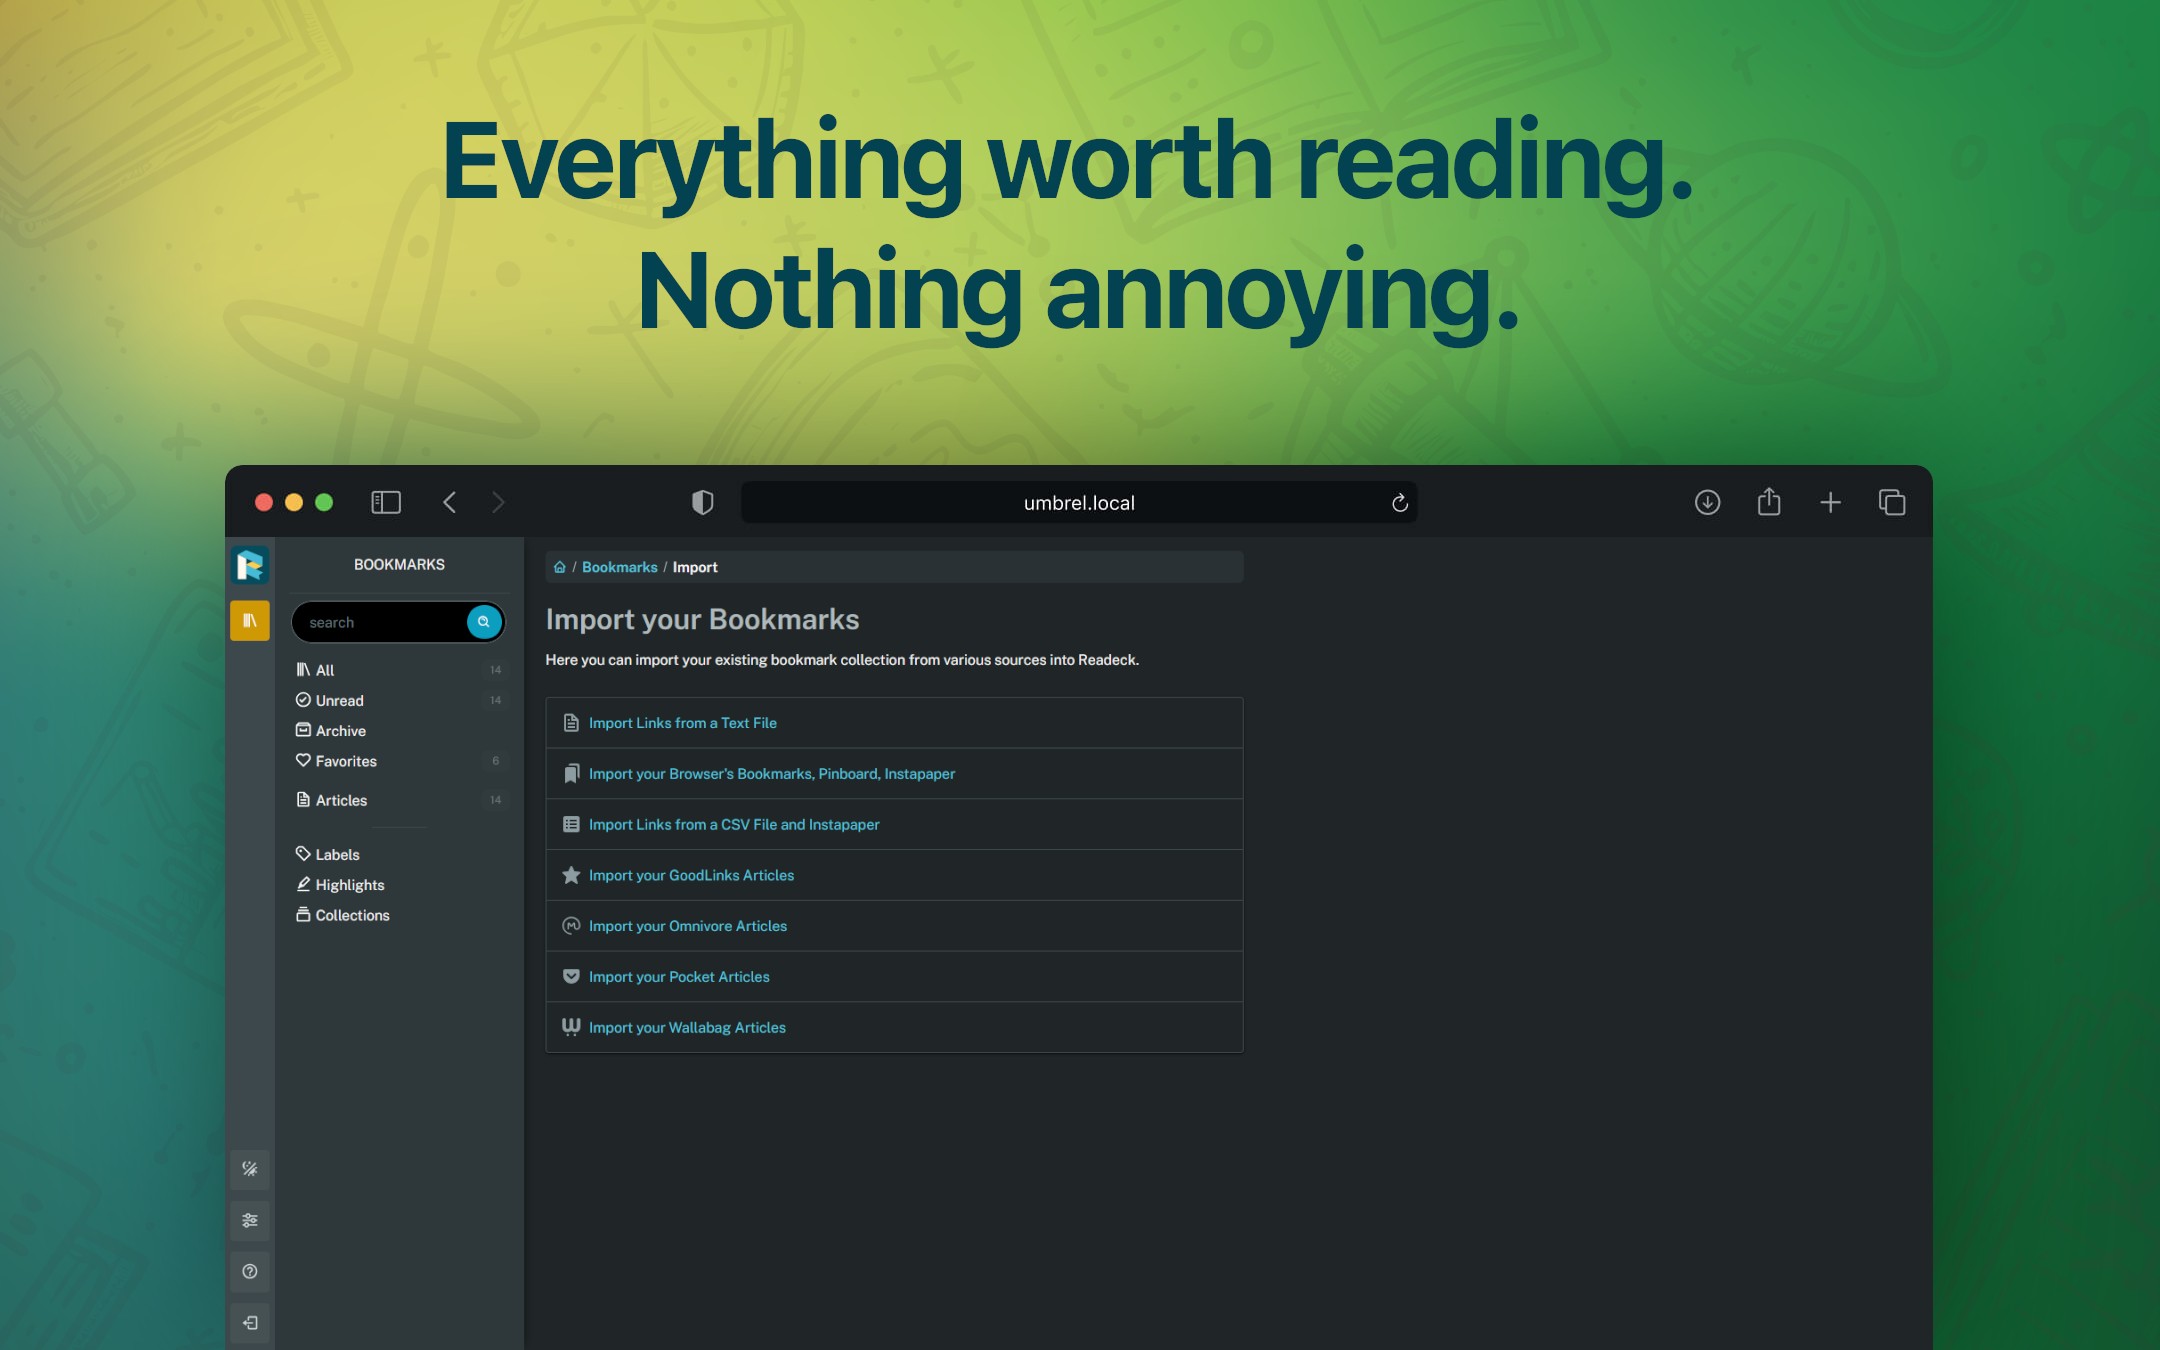 Everything worth reading.
Nothing annoying.
umbrel.local
BOOKMARKS
search
All 14
Unread 14
Archive
Favorites 6
Articles 14
Labels
Highlights
Collections
/ Bookmarks / Import
Import your Bookmarks
Here you can import your existing bookmark collection from various sources into Readeck.
Import Links from a Text File
Import your Browser's Bookmarks, Pinboard, Instapaper
Import Links from a CSV File and Instapaper
Import your GoodLinks Articles
Import your Omnivore Articles
Import your Pocket Articles
Import your Wallabag Articles